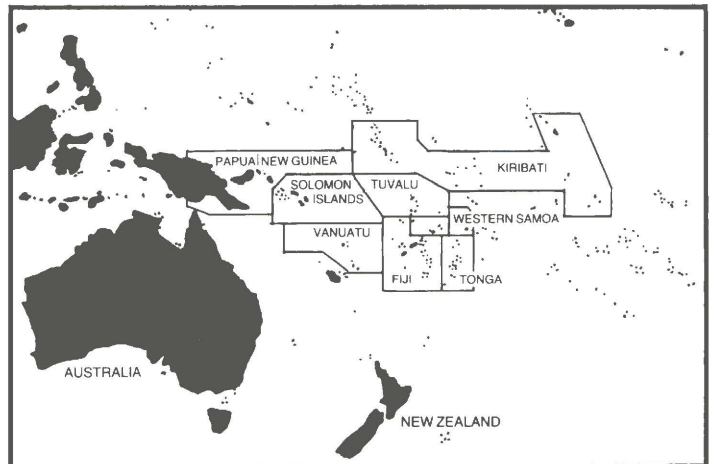 PAPUA NEW GUINEA
KIRIBATI
SOLOMON
ISLANDS
TUVALU
WESTERN SAMOA
VANUATU
FIJI
TONGA
AUSTRALIA
NEW ZEALAND